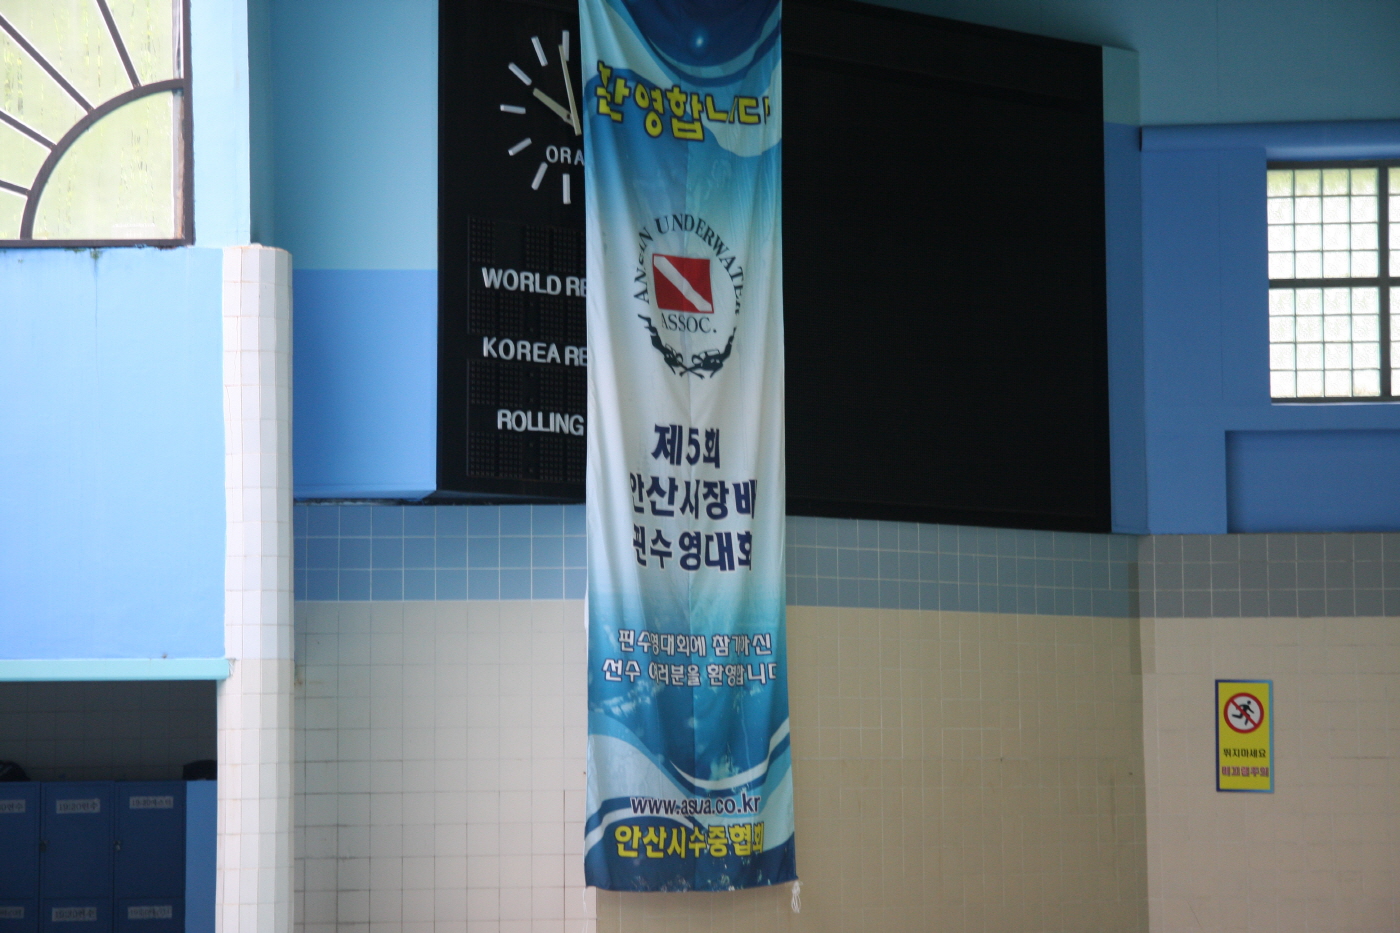 환영합니다
ORA
WORLD RE
KOREA RE
ROLLING
ANSAN UNDERWATER
ASSOC.
제5회
안산시장배
핀수영대회
핀수영대회에 참가하신
선수 여러분을 환영합니다
www.asua.co.kr
안산시수중협회
뛰지마세요